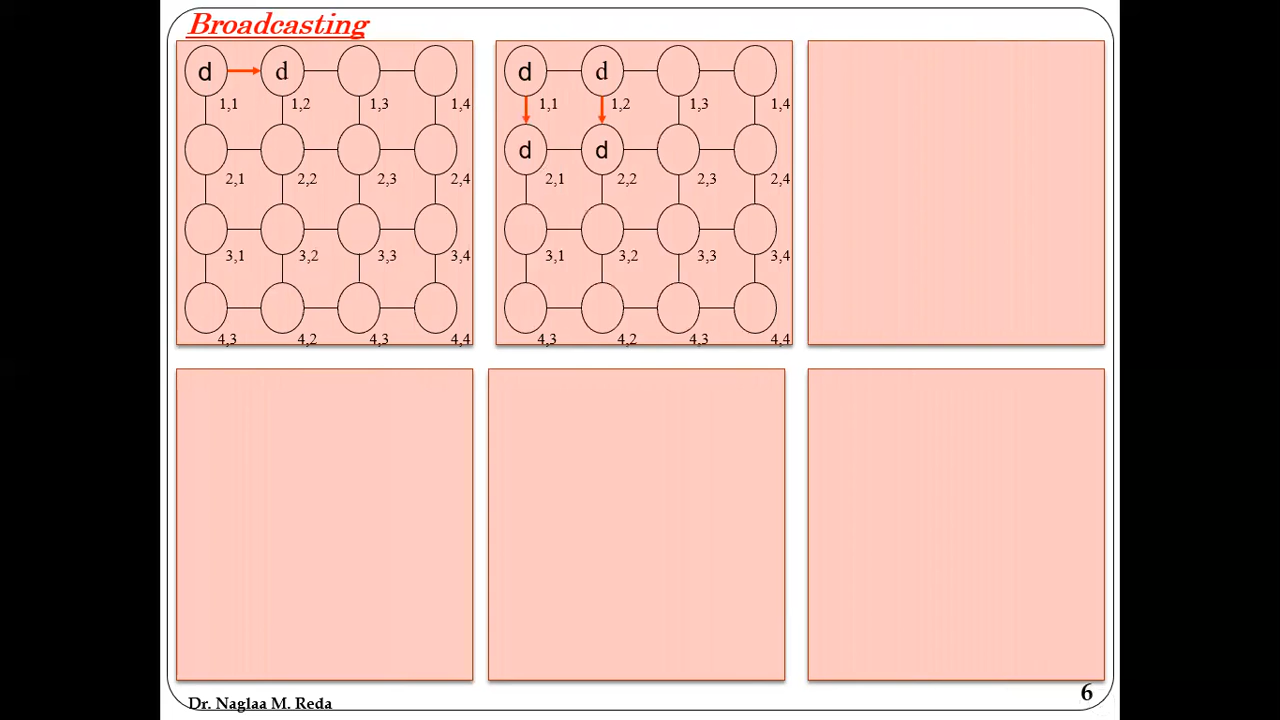 Broadcasting
d d
1,1 1,2 1,3 1,4
2,1 2,2 2,3 2,4
3,1 3,2 3,3 3,4
4,3 4,2 4,3 4,4
d d
1,1 1,2 1,3 1,4
d d
2,1 2,2 2,3 2,4
3,1 3,2 3,3 3,4
4,3 4,2 4,3 4,4
Dr. Naglaa M. Reda
6